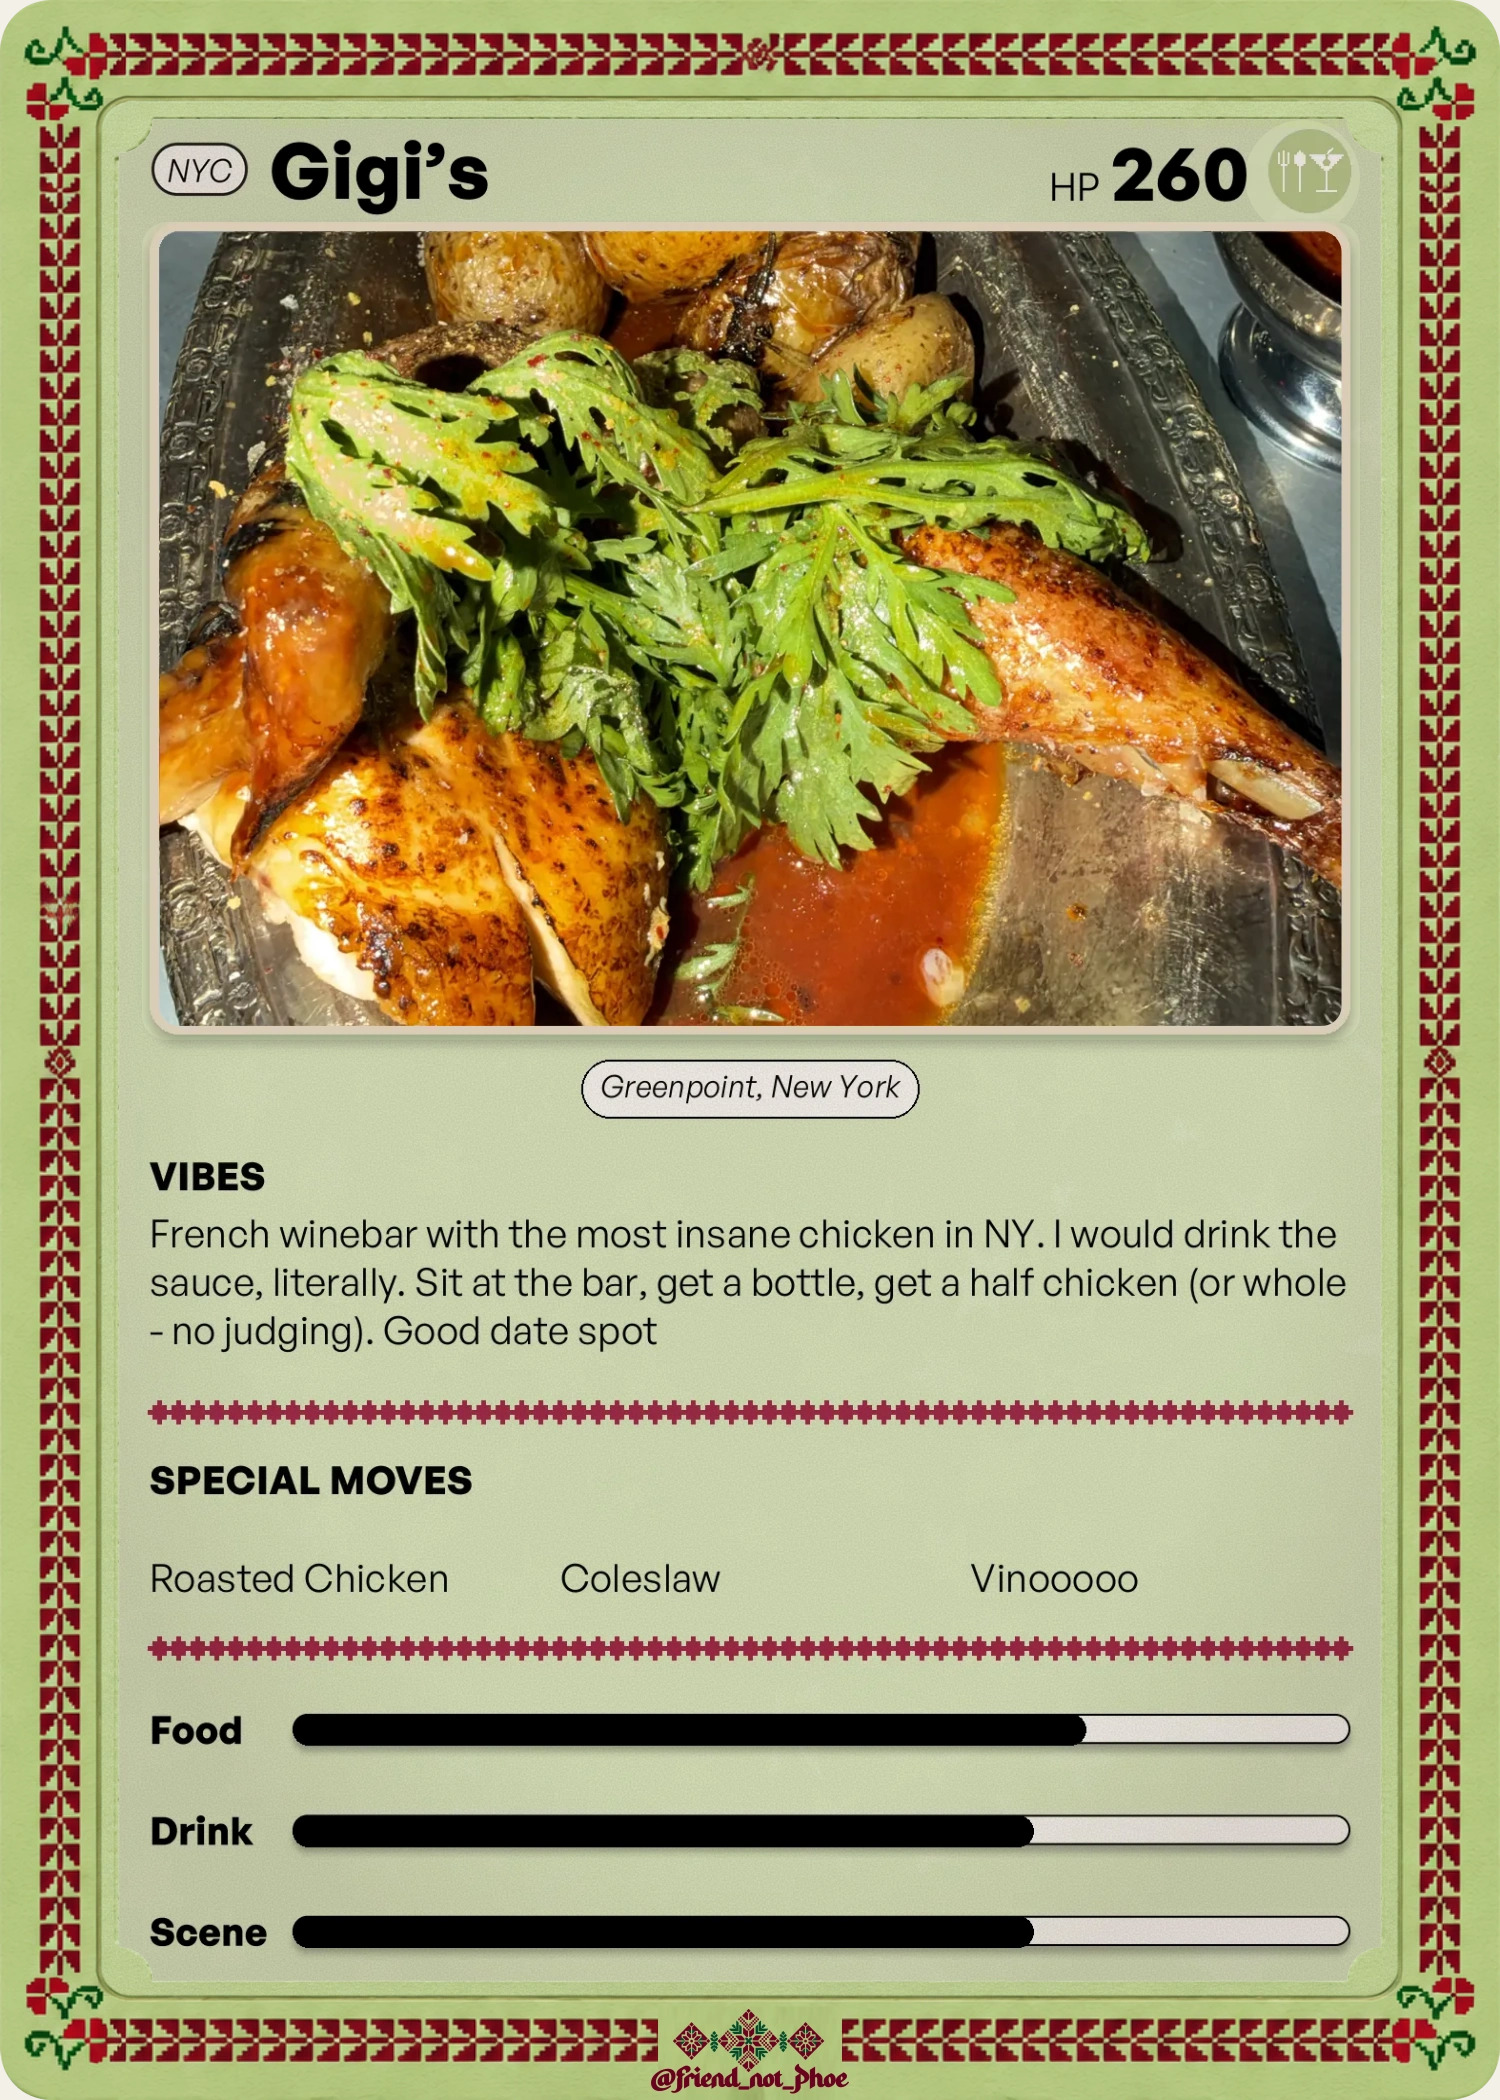 NYC Gigi’s HP 260
Greenpoint, New York
VIBES
French winebar with the most insane chicken in NY. I would drink the
sauce, literally. Sit at the bar, get a bottle, get a half chicken (or whole
- no judging). Good date spot
SPECIAL MOVES
Roasted Chicken Coleslaw Vinooooo
Food
Drink
Scene
@friend_not_phoe